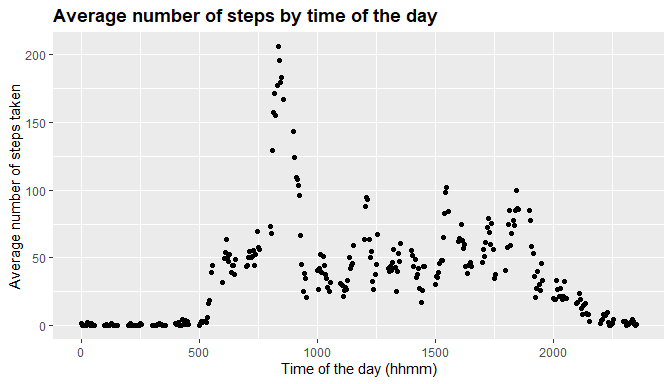 Average number of steps by time of the day
Average number of steps taken
200
150
100
50
0
0 500 1000 1500 2000
Time of the day (hhmm)